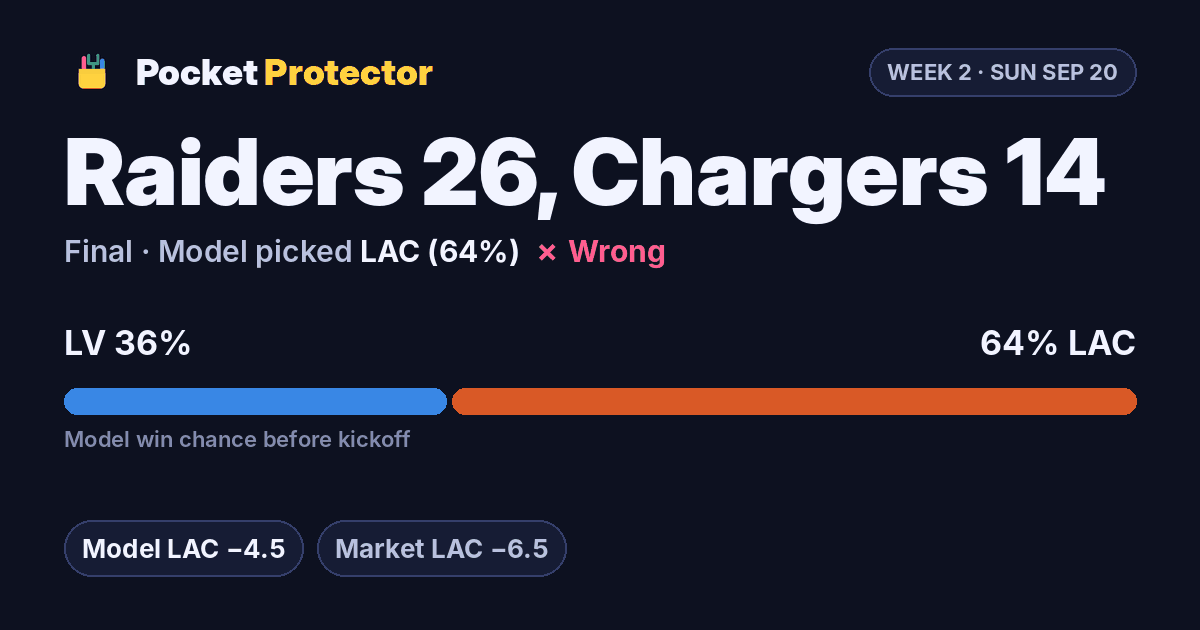 Pocket Protector
WEEK 2 · SUN SEP 20
Raiders 26, Chargers 14
Final · Model picked LAC (64%) × Wrong
LV 36%
64% LAC
Model win chance before kickoff
Model LAC −4.5
Market LAC −6.5